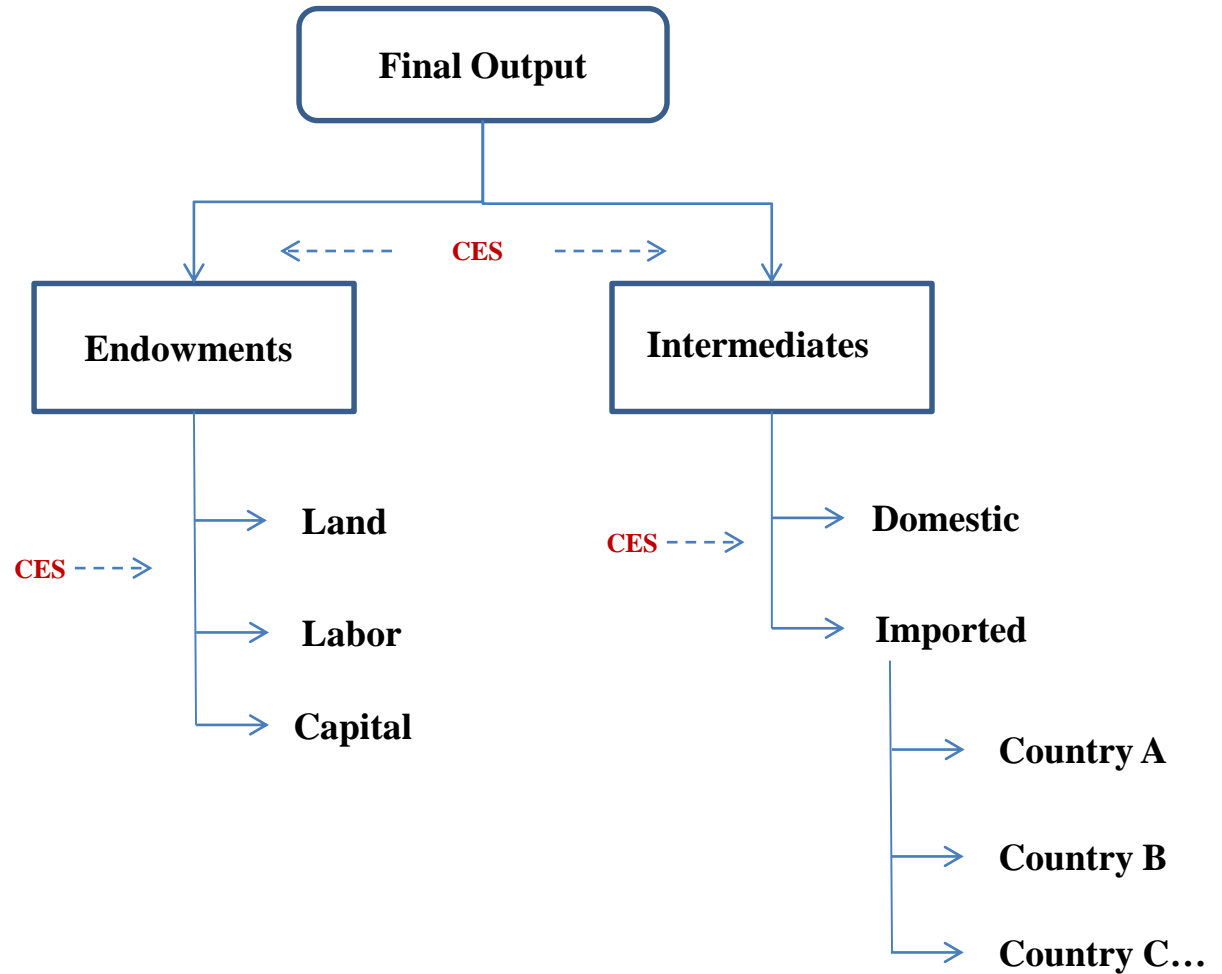 Final Output
CES
Endowments
Intermediates
Land
Domestic
CES
CES
Labor
Imported
Capital
Country A
Country B
Country C…